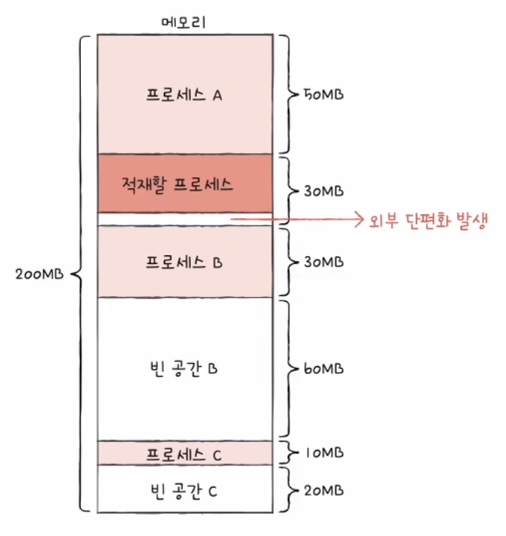 메모리
프로세스 A
50MB
적재할 프로세스
30MB
외부 단편화 발생
프로세스 B
30MB
200MB
빈 공간 B
60MB
프로세스 C
10MB
빈 공간 C
20MB